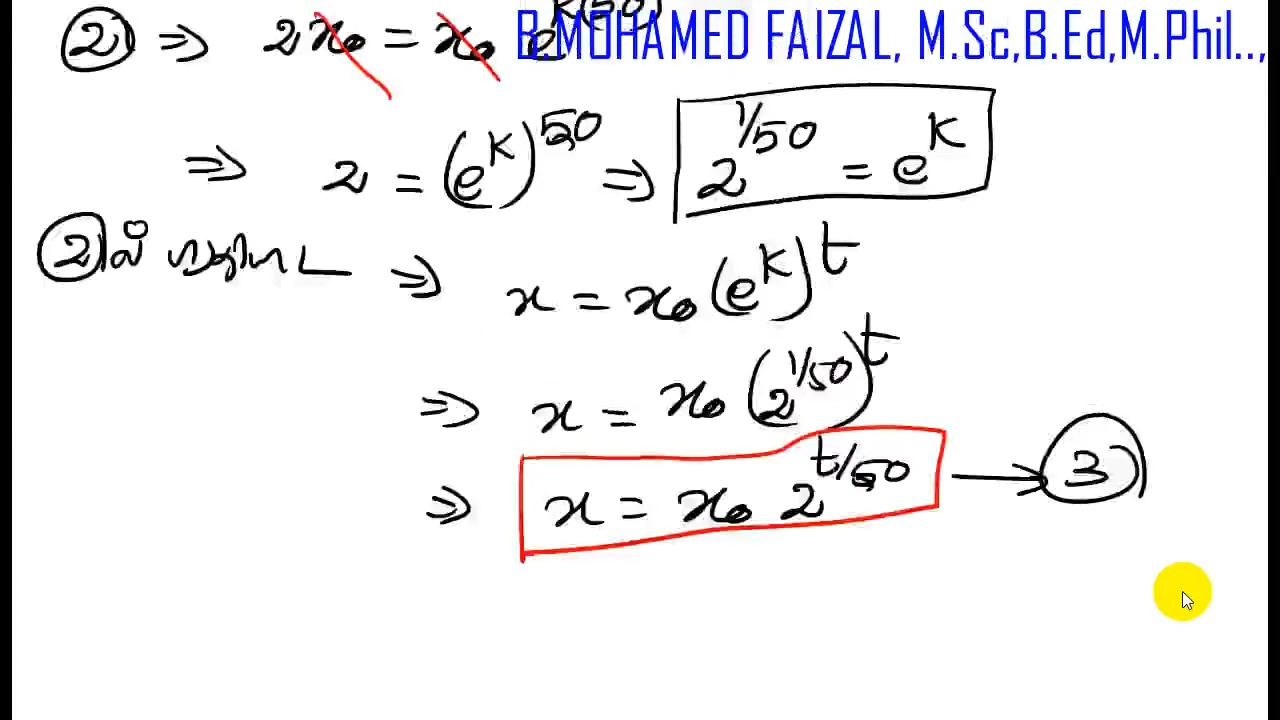 ② ⇒ 2x₀ = x₀ e^{k(50)}
B.MOHAMED FAIZAL, M.Sc,B.Ed,M.Phil..,
⇒ 2 = (e^k)^{50} ⇒ 2^{1/50} = e^k
② ல் ⇒ x = x₀ (e^k)^t
⇒ x = x₀ (2^{1/50})^t
⇒ x = x₀ 2^{t/50} → ③